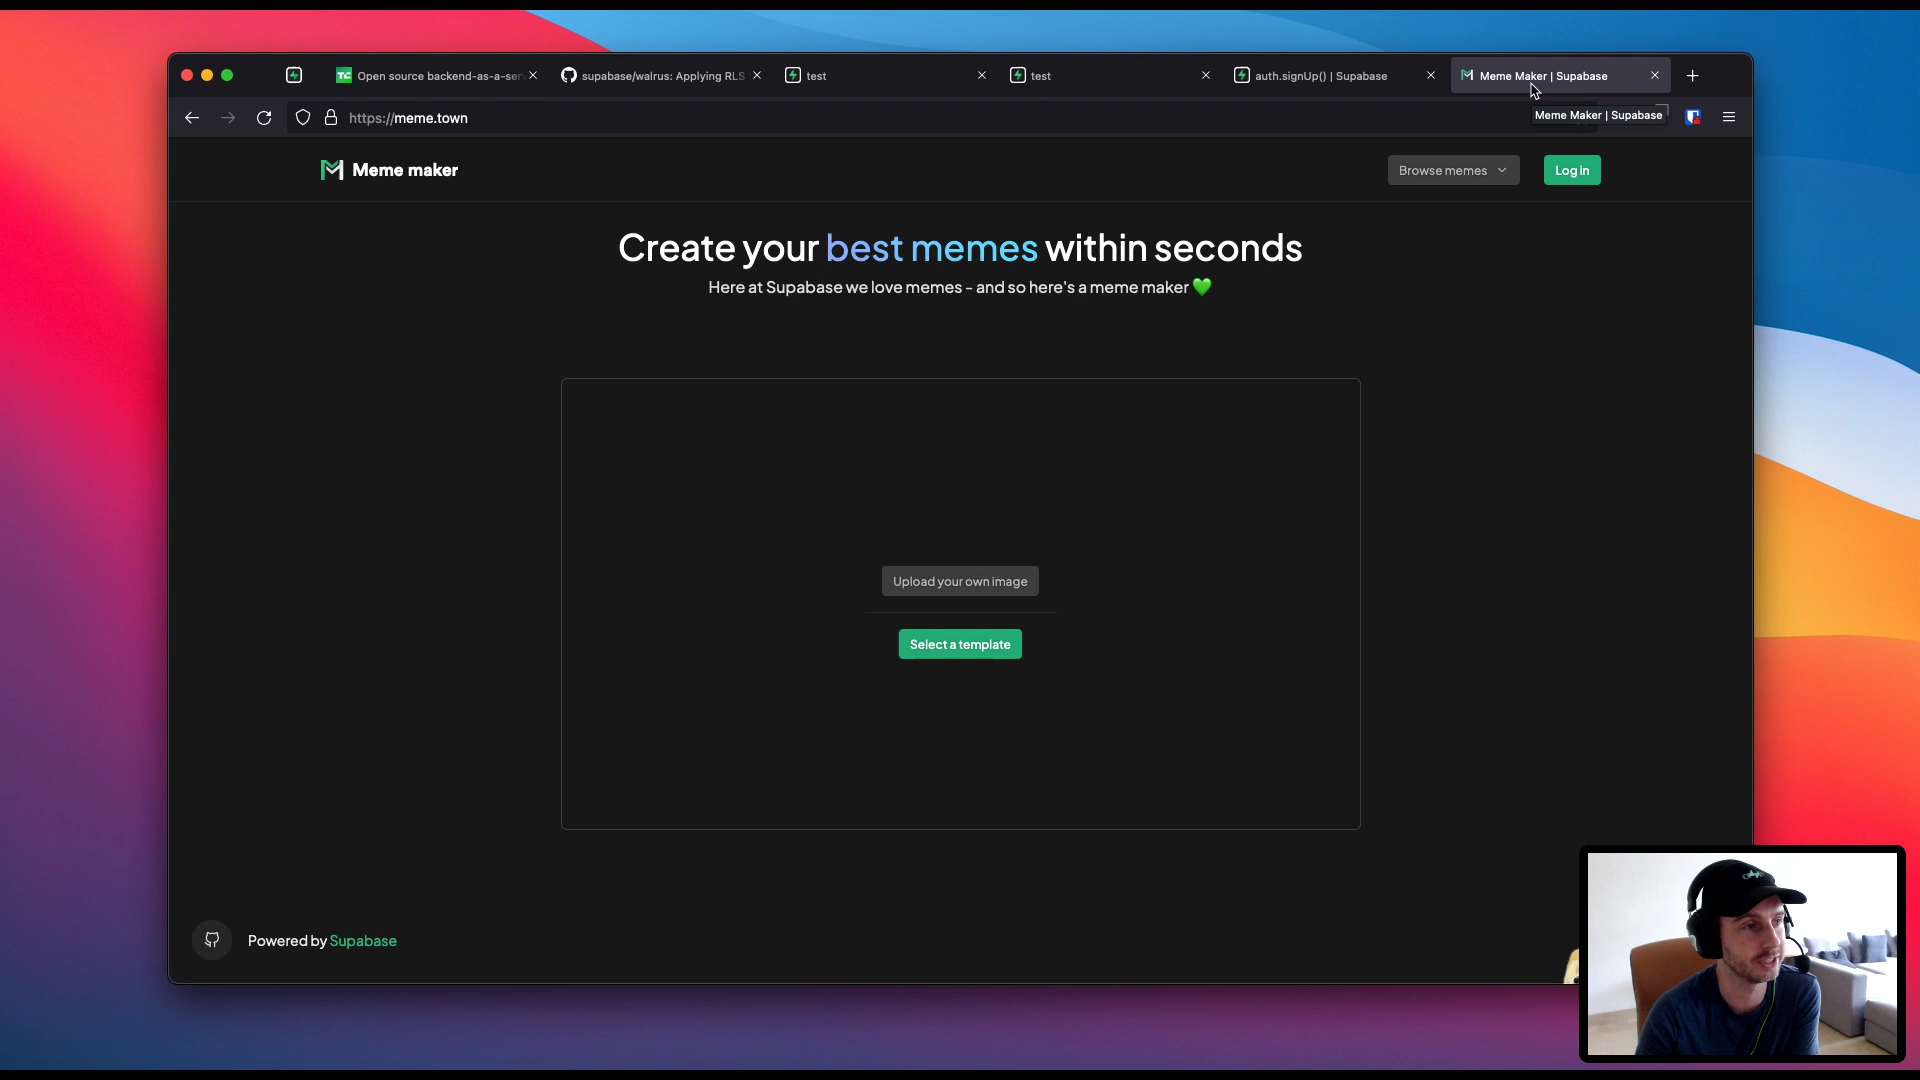 Open source backend-as-a-serv
supabase/walrus: Applying RLS
test
test
auth.signUp() | Supabase
Meme Maker | Supabase
https://meme.town
Meme Maker | Supabase
Meme maker
Browse memes
Log in
Create your best memes within seconds
Here at Supabase we love memes - and so here's a meme maker 💚
Upload your own image
Select a template
Powered by Supabase